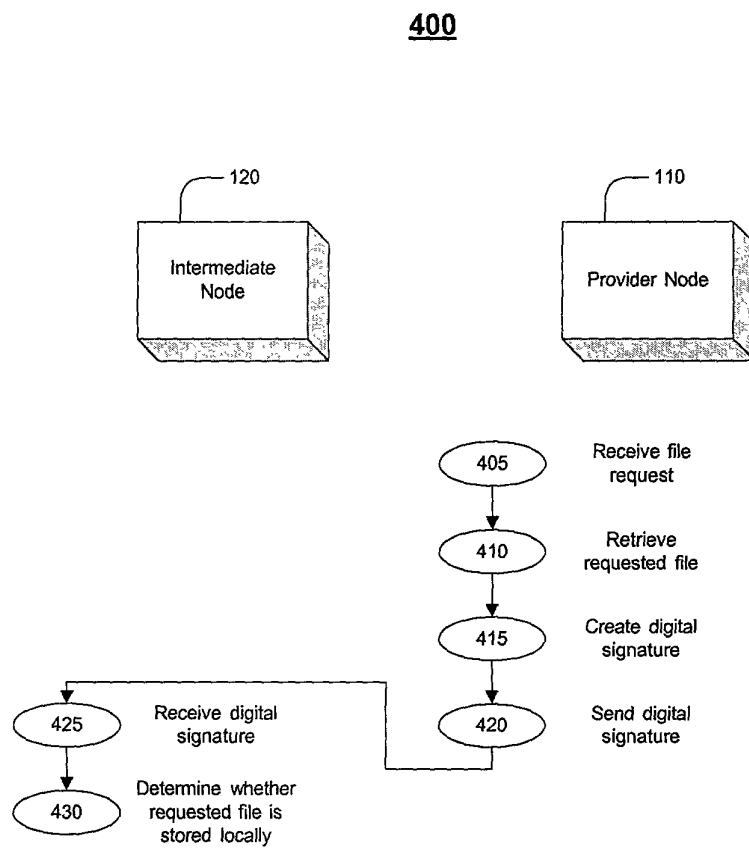 400
120
110
Intermediate
Node
Provider Node
405
Receive file
request
410
Retrieve
requested file
415
Create digital
signature
425
Receive digital
signature
420
Send digital
signature
430
Determine whether
requested file is
stored locally